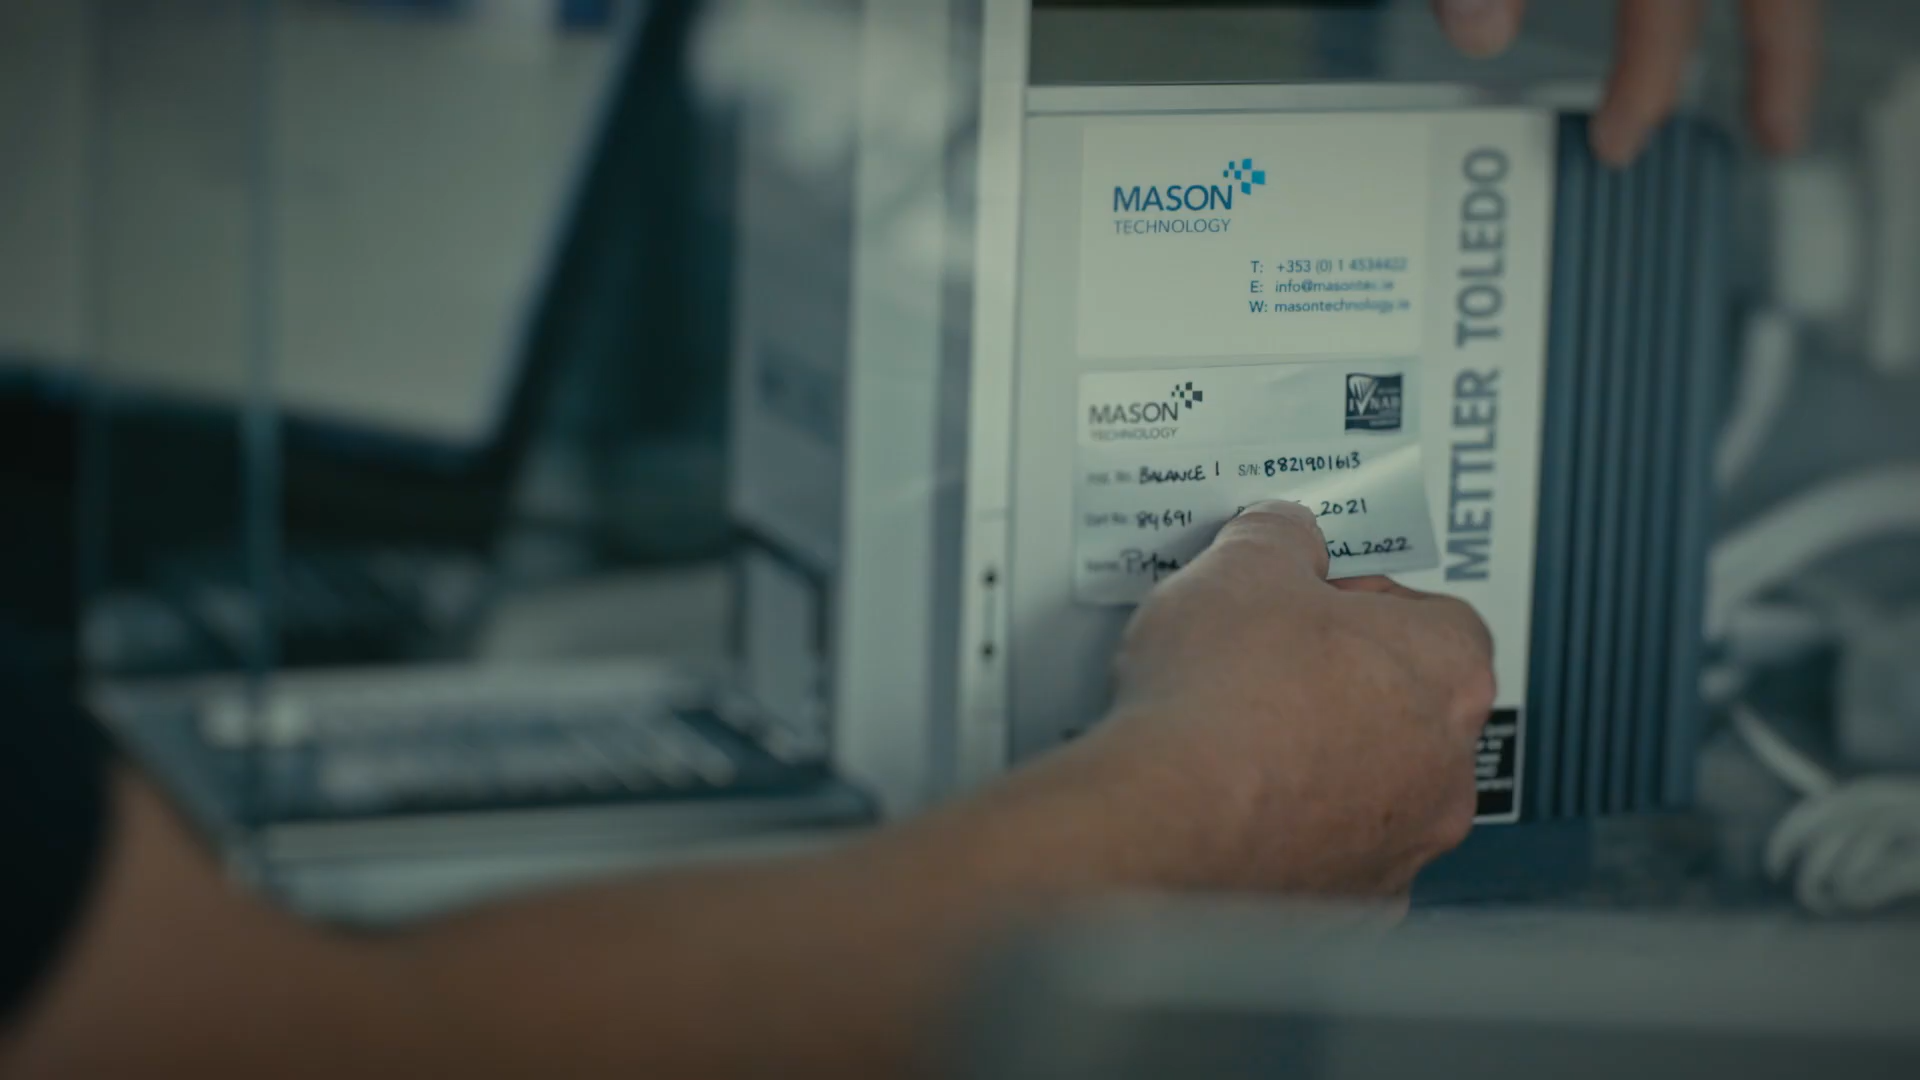 MASON
TECHNOLOGY
T: +353 (0) 1 4534422
E: info@masontec.ie
W: masontechnology.ie
METTLER TOLEDO
MASON
TECHNOLOGY
BALANCE 1 S/N: B821901613
84691 2021
Jul 2022